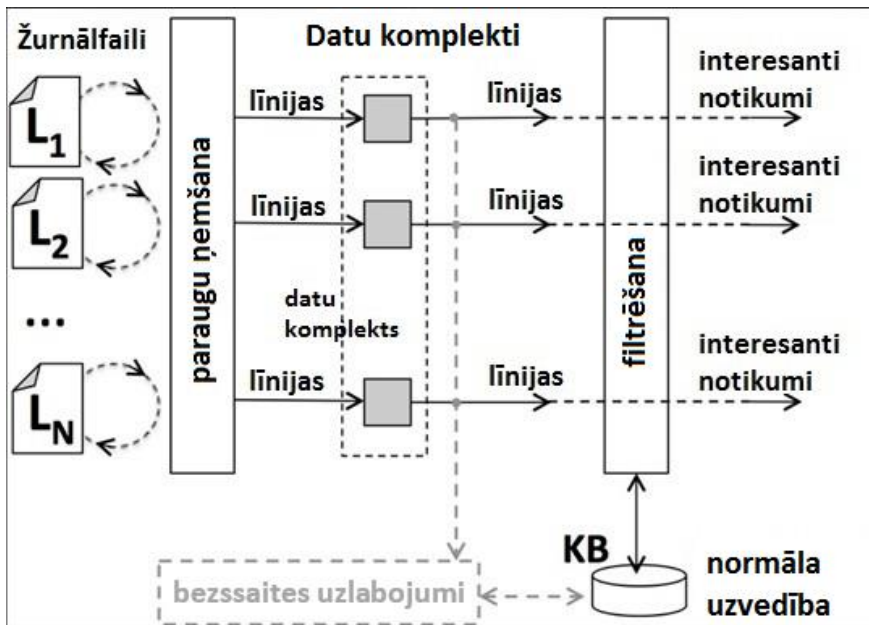 Žurnālfaili
Datu komplekti
L1
L2
...
LN
paraugu ņemšana
līnijas
līnijas
līnijas
datu
komplekts
līnijas
līnijas
līnijas
filtrēšana
interesanti
notikumi
interesanti
notikumi
interesanti
notikumi
bezssaites uzlabojumi
KB
normāla
uzvedība